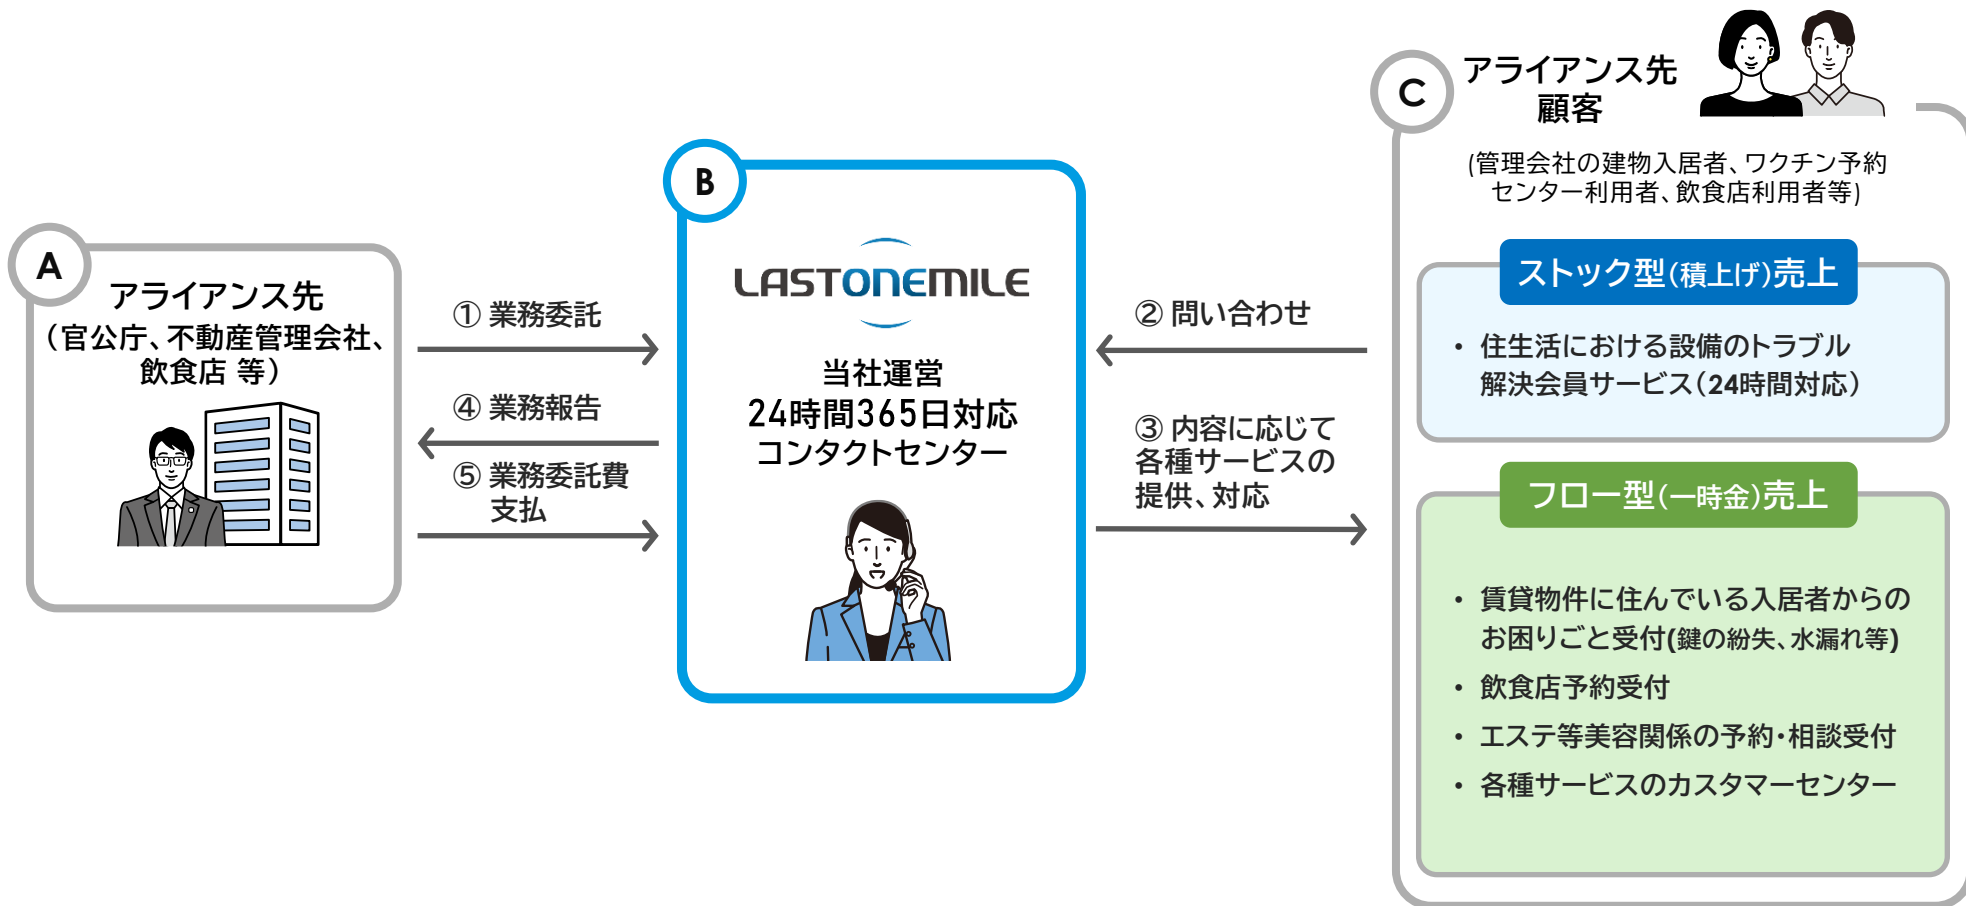 A
アライアンス先
（官公庁、不動産管理会社、
飲食店 等）
① 業務委託
④ 業務報告
⑤ 業務委託費
支払
B
LASTONEMILE
当社運営
24時間365日対応
コンタクトセンター
② 問い合わせ
③ 内容に応じて
各種サービスの
提供、対応
C
アライアンス先
顧客
(管理会社の建物入居者、ワクチン予約
センター利用者、飲食店利用者等)
ストック型(積上げ)売上
・ 住生活における設備のトラブル
解決会員サービス（24時間対応）
フロー型(一時金)売上
・ 賃貸物件に住んでいる入居者からの
お困りごと受付(鍵の紛失、水漏れ等)
・ 飲食店予約受付
・ エステ等美容関係の予約・相談受付
・ 各種サービスのカスタマーセンター